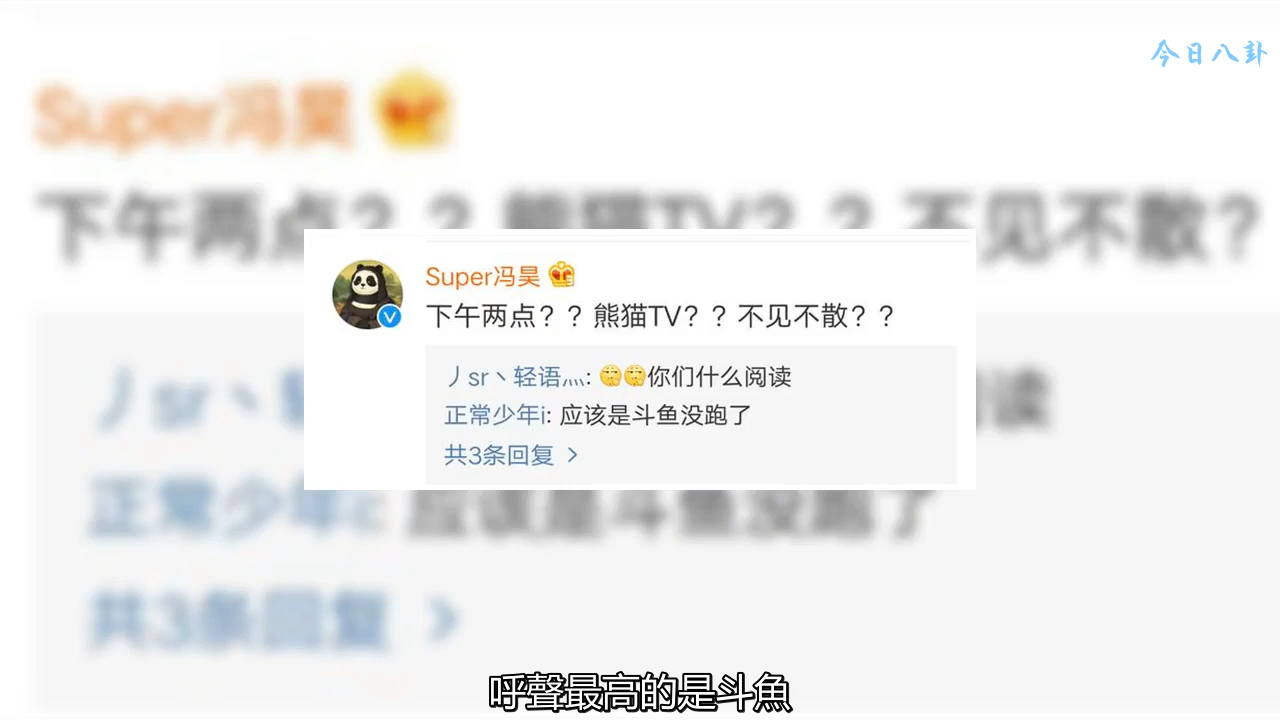 今日八卦
Super冯昊
下午两点？？熊猫TV？？不见不散？？
丿sr丶轻语灬: 你们什么阅读
正常少年i: 应该是斗鱼没跑了
共3条回复 >
呼聲最高的是斗魚